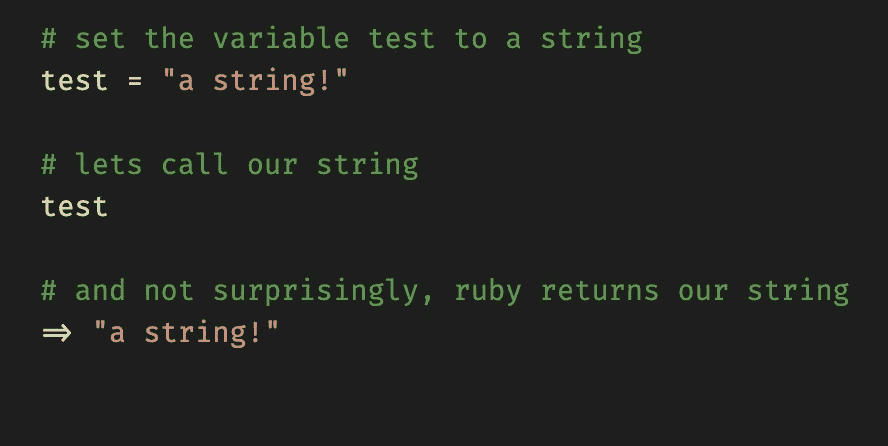 # set the variable test to a string
test = "a string!"
# lets call our string
test
# and not surprisingly, ruby returns our string
=> "a string!"